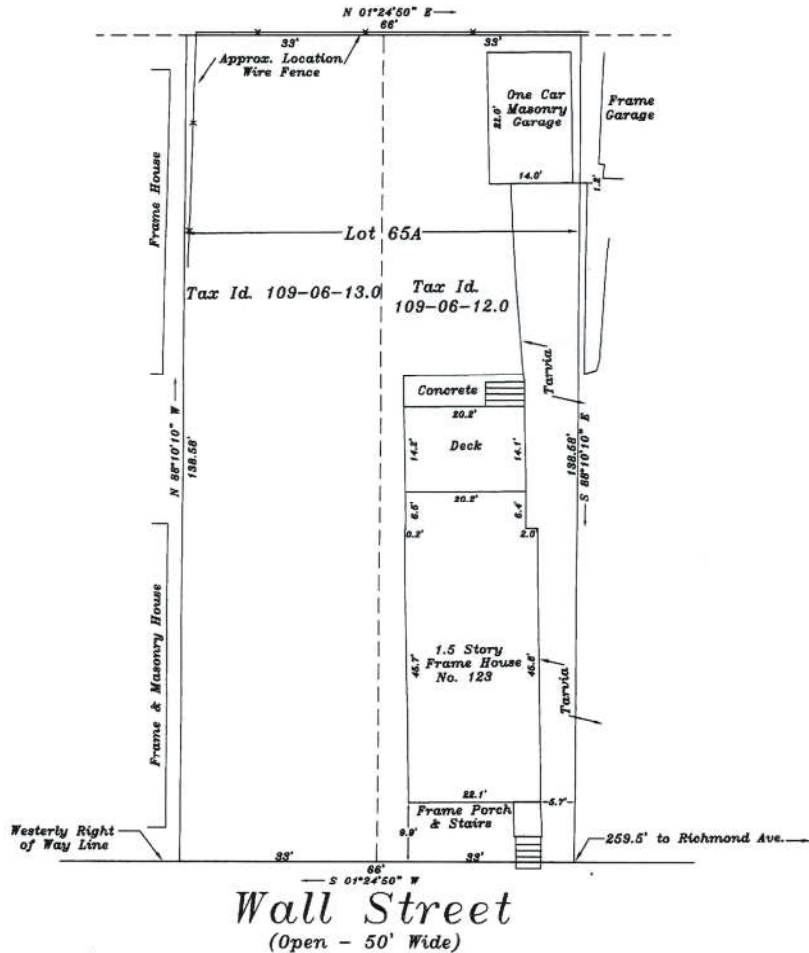 N 01°24'50" E
66'
33'
33'
Approx. Location
Wire Fence
One Car
Masonry
Garage
22.0'
14.0'
Frame
Garage
1.2'
Frame House
Lot 65A
Tax Id. 109-06-13.0
Tax Id.
109-06-12.0
Tarvia
Concrete
20.2'
Deck
14.2'
14.1'
N 88°10'10" W
138.58'
138.58'
S 88°10'10" E
20.2'
6.5'
6.4'
0.2'
2.0'
1.5 Story
Frame House
No. 123
45.7'
Tarvia
Frame & Masonry House
22.1'
5.7'
Frame Porch
& Stairs
9.9'
Westerly Right
of Way Line
259.5' to Richmond Ave.
33'
33'
66'
S 01°24'50" W
Wall Street
(Open - 50' Wide)